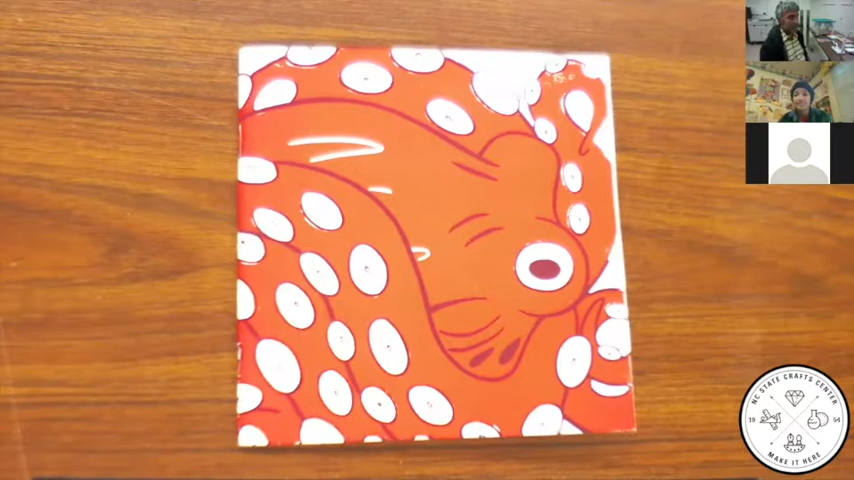 NC STATE CRAFTS CENTER
19 54
MAKE IT HERE